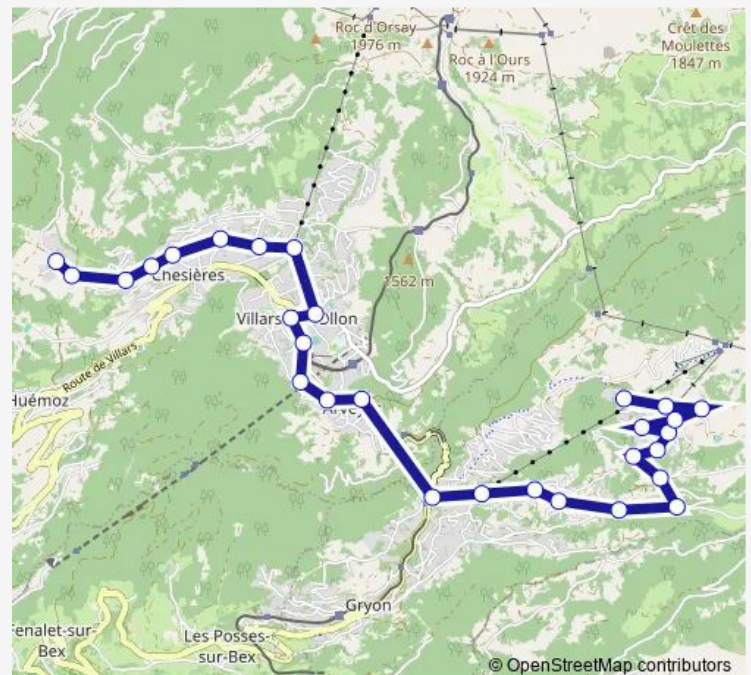 Roc d'Orsay
1976 m
Roc à l'Ours
1924 m
Crêt des
Moulettes
1847 m
1562 m
Chesières
Villars
Ollon
Route de Villars
Huémoz
Arve
Gryon
Fenalet-sur-
Bex
Les Posses-
sur-Bex
© OpenStreetMap contributors